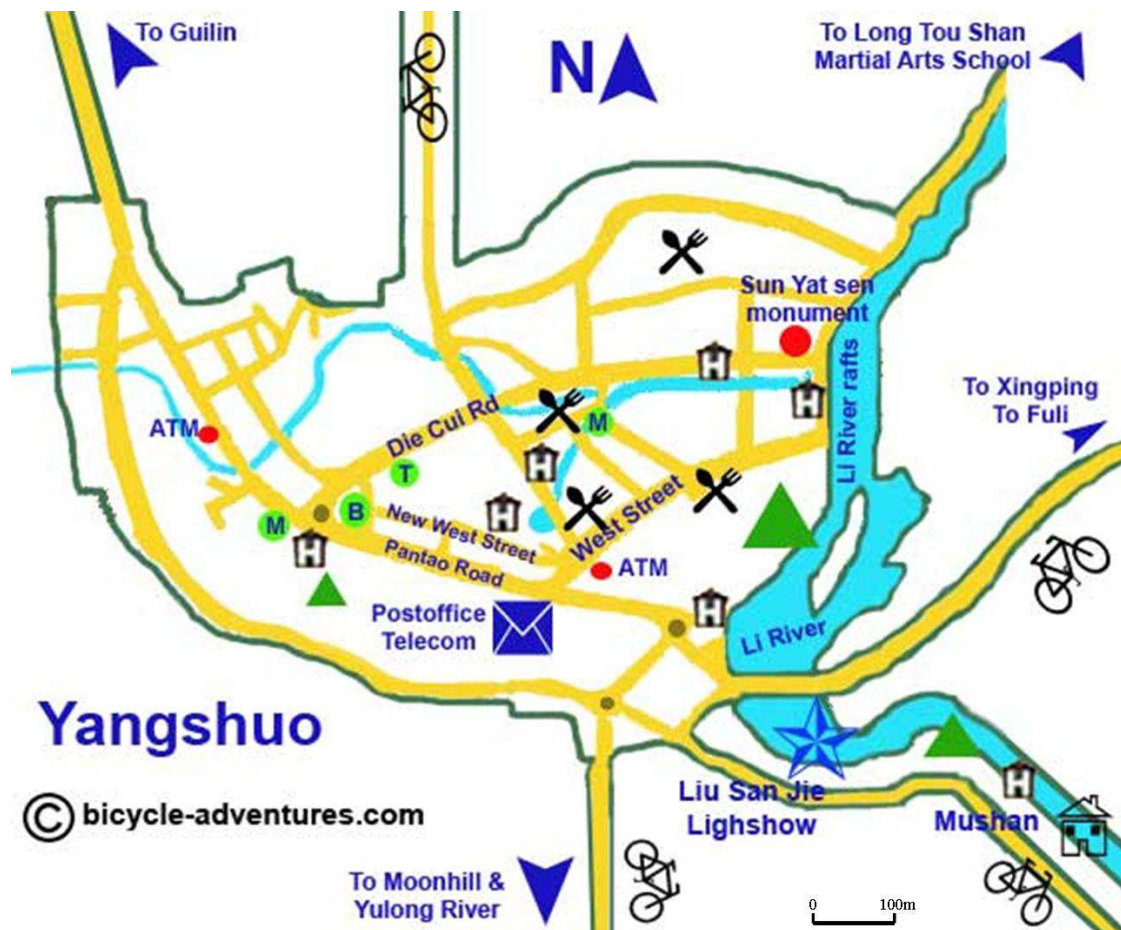 To Guilin
N
To Long Tou Shan
Martial Arts School
Sun Yat sen
monument
Li River rafts
To Xingping
To Fuli
ATM
Die Cui Rd
M
T
B
M
New West Street
West Street
Pantao Road
ATM
Postoffice
Telecom
Li River
Yangshuo
© bicycle-adventures.com
Liu San Jie
Lighshow
Mushan
To Moonhill &
Yulong River
0 100m